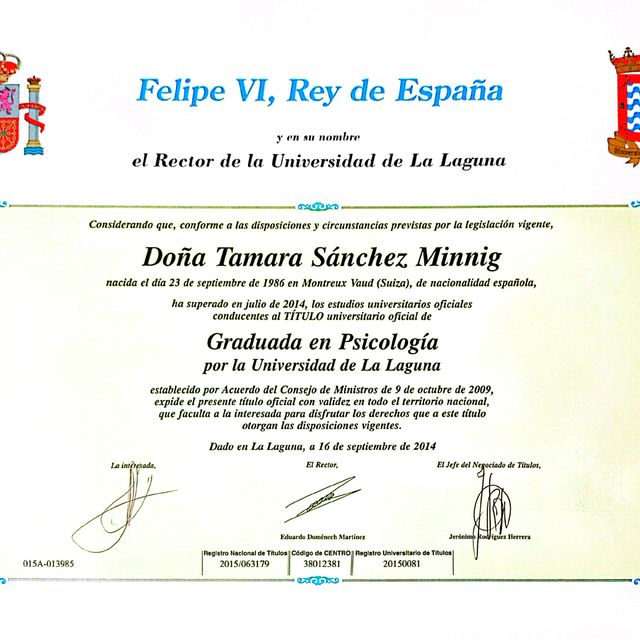 Felipe VI, Rey de España
y en su nombre
el Rector de la Universidad de La Laguna
Considerando que, conforme a las disposiciones y circunstancias previstas por la legislación vigente,
Doña Tamara Sánchez Minnig
nacida el día 23 de septiembre de 1986 en Montreux Vaud (Suiza), de nacionalidad española,
ha superado en julio de 2014, los estudios universitarios oficiales
conducentes al TÍTULO universitario oficial de
Graduada en Psicología
por la Universidad de La Laguna
establecido por Acuerdo del Consejo de Ministros de 9 de octubre de 2009,
expide el presente título oficial con validez en todo el territorio nacional,
que faculta a la interesada para disfrutar los derechos que a este título
otorgan las disposiciones vigentes.
Dado en La Laguna, a 16 de septiembre de 2014
La interesada, El Rector, El Jefe del Negociado de Títulos,
Eduardo Doménech Martínez Jerónimo Rodríguez Herrera
Registro Nacional de Títulos Código de CENTRO Registro Universitario de Títulos
015A-013985 2015/063179 38012381 20150081